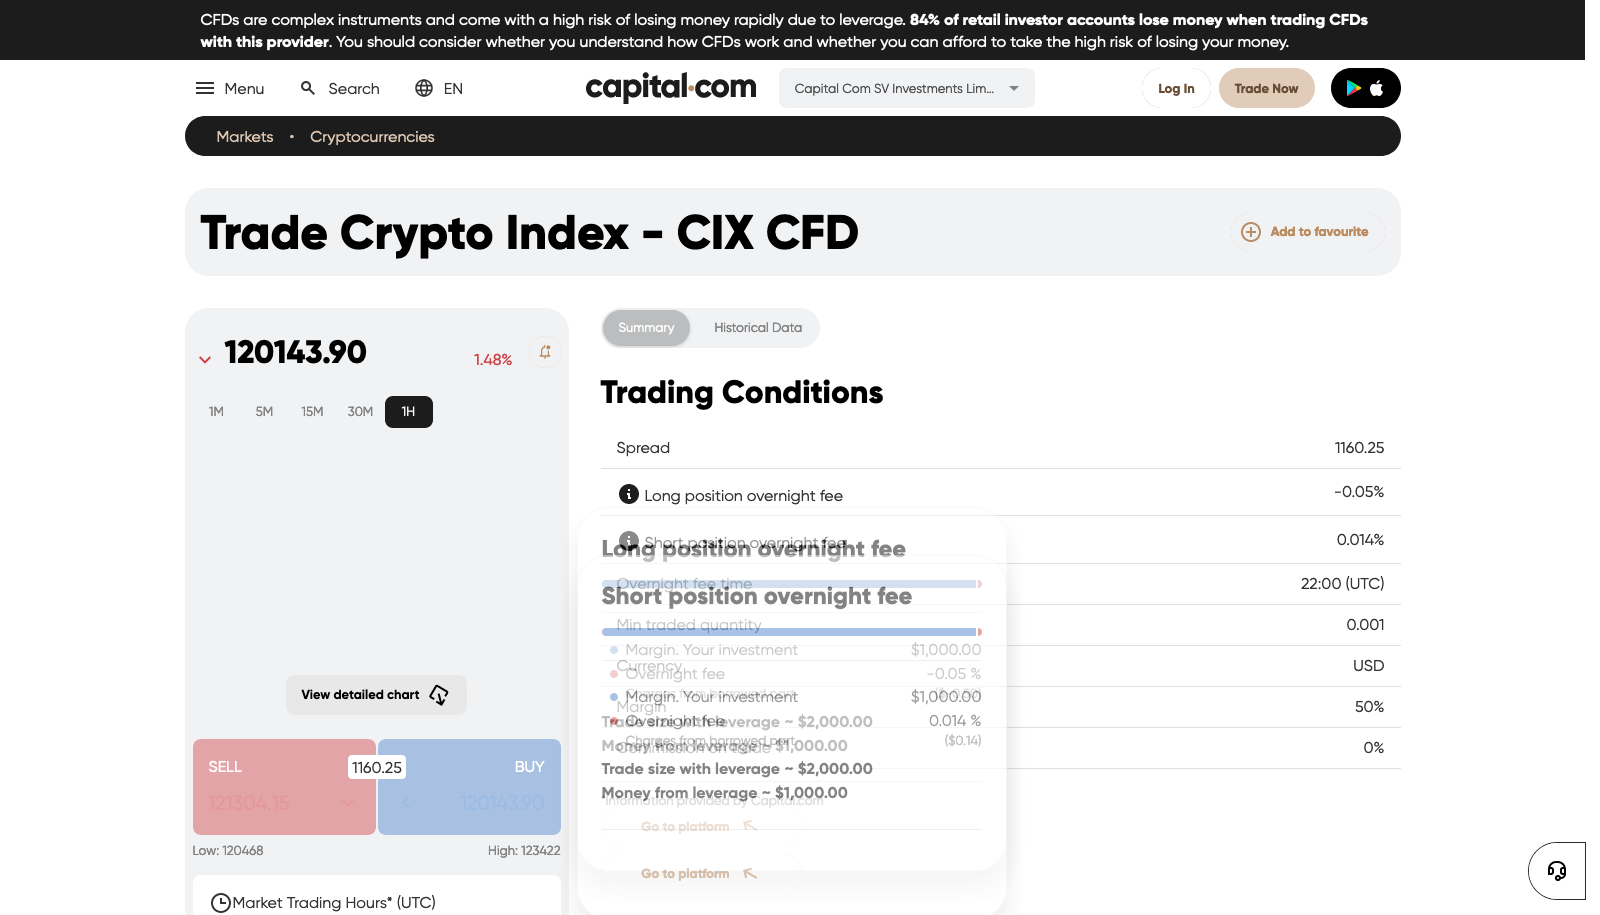 CFDs are complex instruments and come with a high risk of losing money rapidly due to leverage. 84% of retail investor accounts lose money when trading CFDs
with this provider. You should consider whether you understand how CFDs work and whether you can afford to take the high risk of losing your money.
Menu
Search
EN
capital.com
Capital Com SV Investments Lim...
Log In
Trade Now
Markets
Cryptocurrencies
Trade Crypto Index - CIX CFD
Add to favourite
120143.90
1.48%
1M
5M
15M
30M
1H
View detailed chart
SELL
121304.15
1160.25
BUY
120143.90
Low: 120468
High: 123422
Market Trading Hours* (UTC)
Summary
Historical Data
Trading Conditions
Spread
1160.25
Long position overnight fee
-0.05%
Short position overnight fee
0.014%
Overnight fee time
22:00 (UTC)
Min traded quantity
0.001
Currency
USD
Margin
50%
Commission on trade
0%
Long position overnight fee
Margin. Your investment
$1,000.00
Overnight fee
-0.05 %
Trade size with leverage ~ $2,000.00
Money from leverage ~ $1,000.00
Go to platform
Short position overnight fee
Margin. Your investment
$1,000.00
Overnight fee
0.014 %
Charges from borrowed part
($0.14)
Trade size with leverage ~ $2,000.00
Money from leverage ~ $1,000.00
Information provided by Capital.com
Go to platform